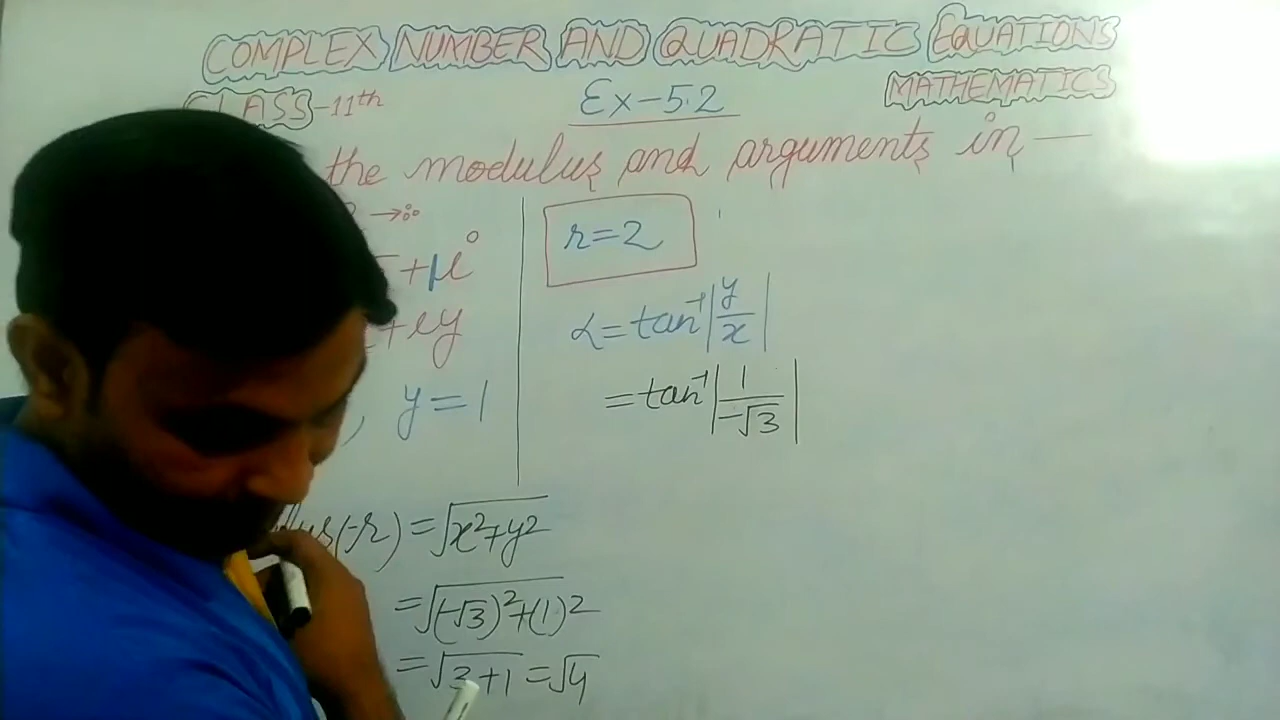 COMPLEX NUMBER AND QUADRATIC EQUATIONS
CLASS-11th
Ex-5.2
MATHEMATICS
the modulus and arguments in —
+ i
+ iy
, y=1
(r) = √x²+y²
= √(-√3)²+(1)²
= √3+1 = √4
r=2
α = tan⁻¹|y/x|
= tan⁻¹|1/-√3|